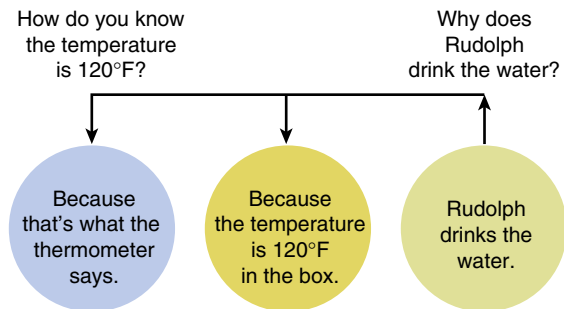 How do you know
the temperature
is 120°F?
Why does
Rudolph
drink the water?
Because
that's what the
thermometer
says.
Because
the temperature
is 120°F
in the box.
Rudolph
drinks the
water.